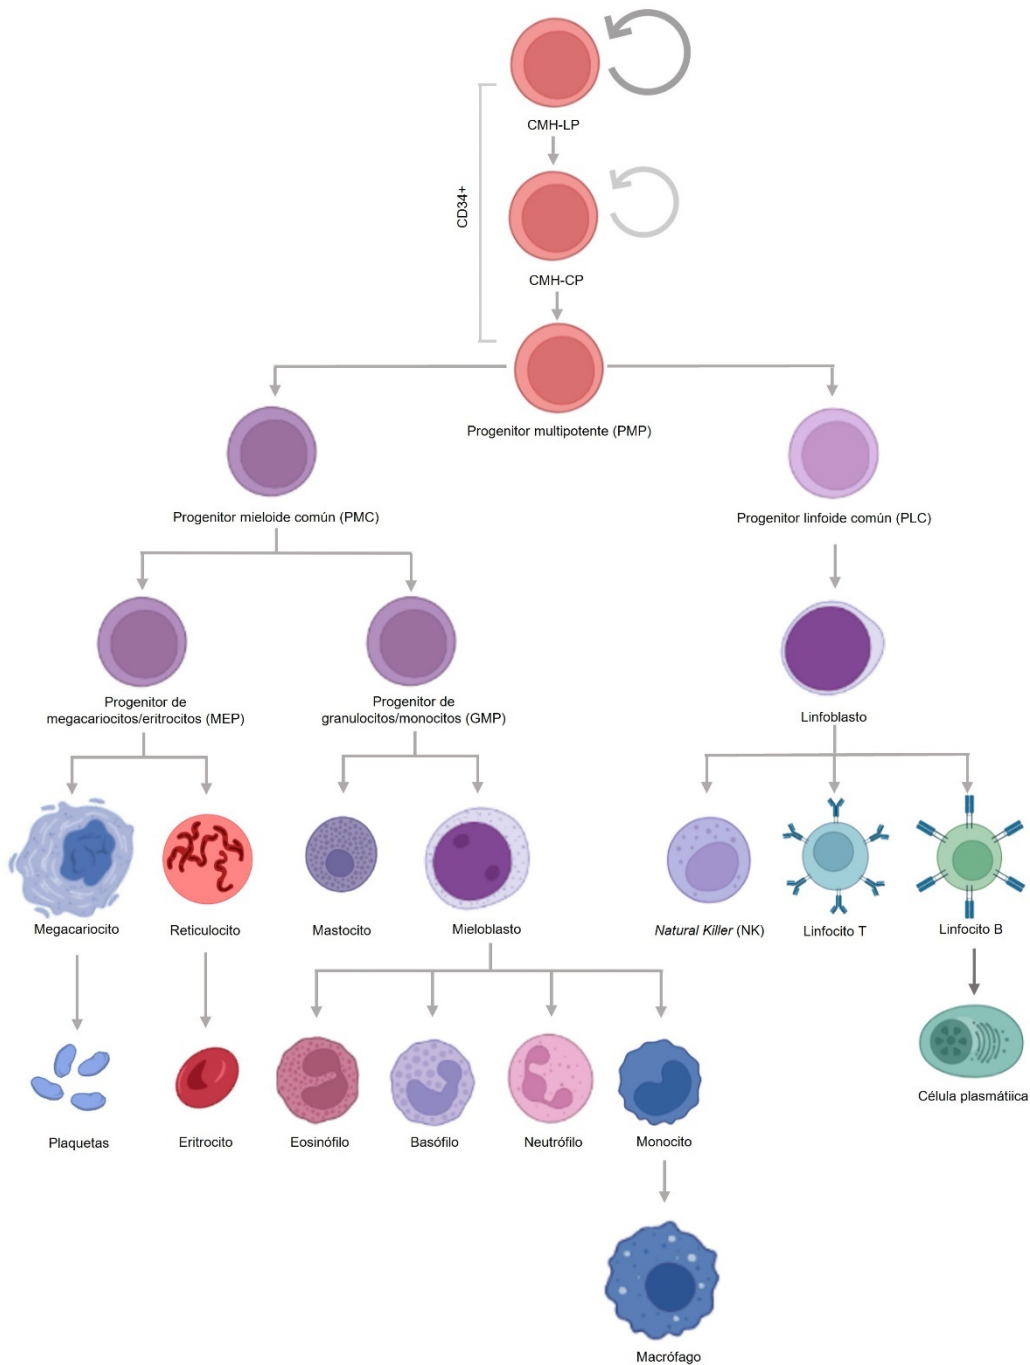 CMH-LP
CD34+
CMH-CP
Progenitor multipotente (PMP)
Progenitor mieloide común (PMC)
Progenitor linfoide común (PLC)
Progenitor de
megacariocitos/eritrocitos (MEP)
Progenitor de
granulocitos/monocitos (GMP)
Linfoblasto
Megacariocito
Reticulocito
Mastocito
Mieloblasto
Natural Killer (NK)
Linfocito T
Linfocito B
Célula plasmátiica
Plaquetas
Eritrocito
Eosinófilo
Basófilo
Neutrófilo
Monocito
Macrófago